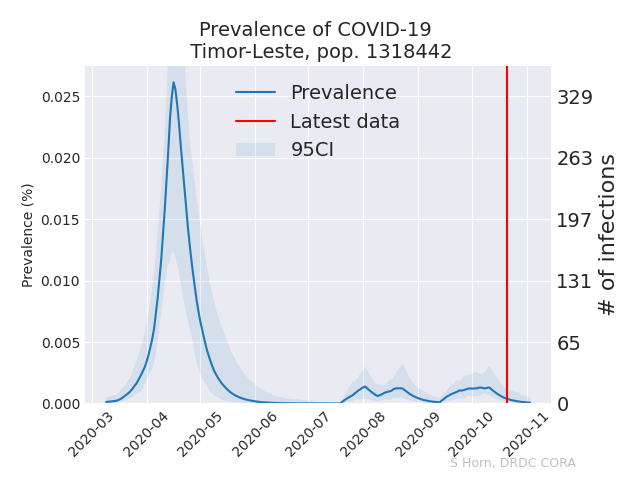 Prevalence of COVID-19
Timor-Leste, pop. 1318442
Prevalence
Latest data
95CI
0.025
0.020
0.015
0.010
0.005
0.000
Prevalence (%)
329
263
197
131
65
0
# of infections
2020-03
2020-04
2020-05
2020-06
2020-07
2020-08
2020-09
2020-10
2020-11
S Horn, DRDC CORA